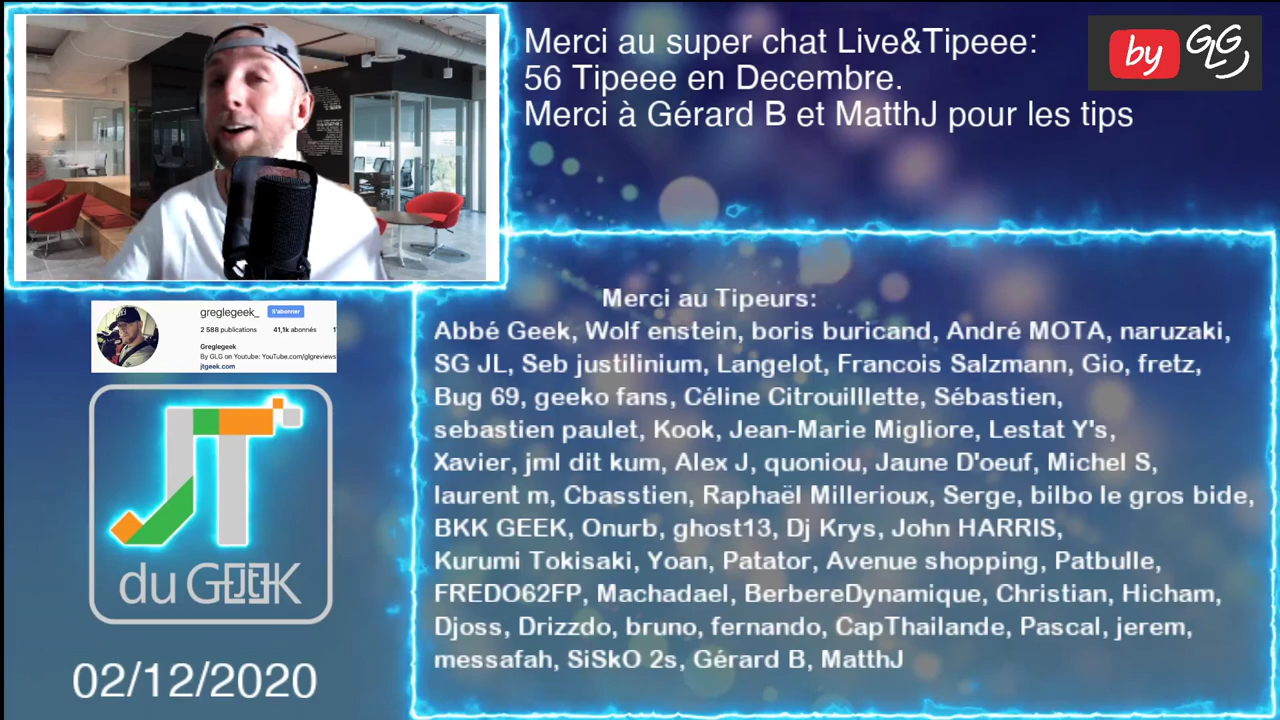 Merci au super chat Live&Tipeee:
56 Tipeee en Decembre.
Merci à Gérard B et MatthJ pour les tips
by GLG
greglegeek_ S'abonner
2 588 publications 41,1k abonnés
Greglegeek
By GLG on Youtube: YouTube.com/glgreviews
jtgeek.com
JT
du GEEK
02/12/2020
Merci au Tipeurs:
Abbé Geek, Wolf enstein, boris buricand, André MOTA, naruzaki,
SG JL, Seb justilinium, Langelot, Francois Salzmann, Gio, fretz,
Bug 69, geeko fans, Céline Citrouilllette, Sébastien,
sebastien paulet, Kook, Jean-Marie Migliore, Lestat Y's,
Xavier, jml dit kum, Alex J, quoniou, Jaune D'oeuf, Michel S,
laurent m, Cbasstien, Raphaël Millerioux, Serge, bilbo le gros bide,
BKK GEEK, Onurb, ghost13, Dj Krys, John HARRIS,
Kurumi Tokisaki, Yoan, Patator, Avenue shopping, Patbulle,
FREDO62FP, Machadael, BerbereDynamique, Christian, Hicham,
Djoss, Drizzdo, bruno, fernando, CapThailande, Pascal, jerem,
messafah, SiSkO 2s, Gérard B, MatthJ